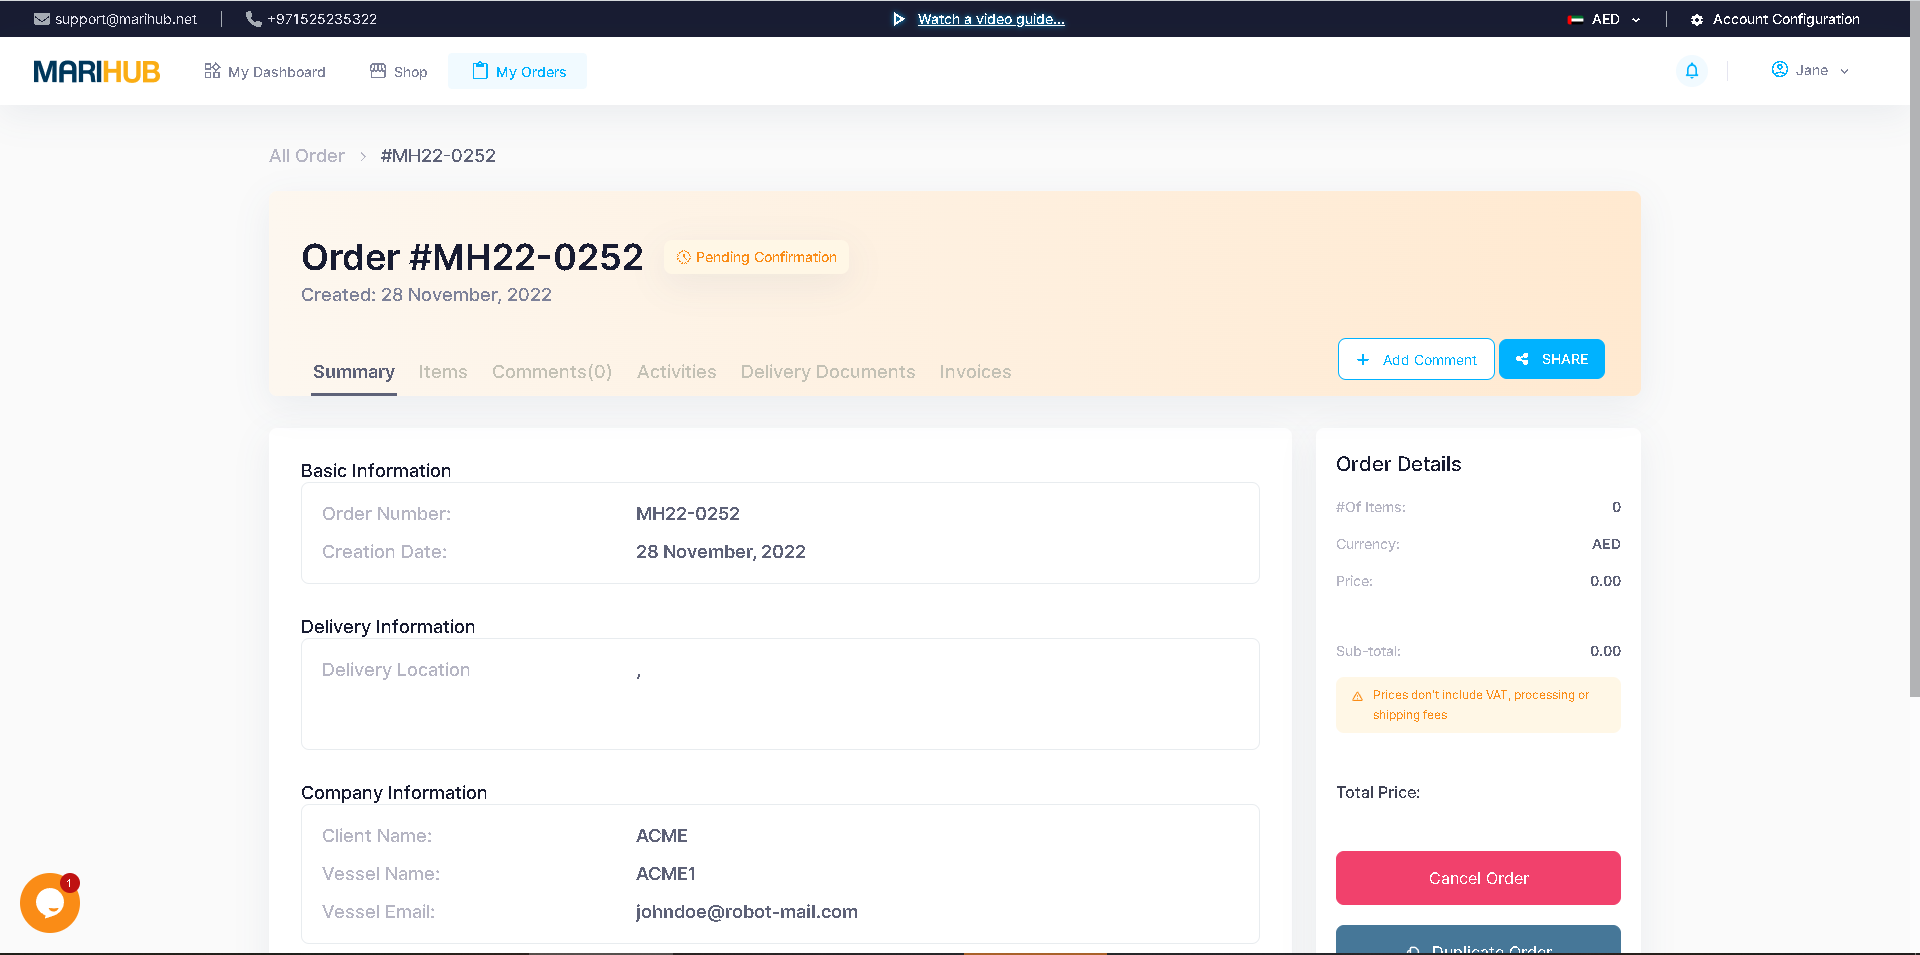 support@marihub.net
+971525235322
Watch a video guide...
AED
Account Configuration
MARIHUB
My Dashboard
Shop
My Orders
Jane
All Order > #MH22-0252
Order #MH22-0252
Pending Confirmation
Created: 28 November, 2022
Summary
Items
Comments(0)
Activities
Delivery Documents
Invoices
+ Add Comment
SHARE
Basic Information
Order Number: MH22-0252
Creation Date: 28 November, 2022
Delivery Information
Delivery Location ,
Company Information
Client Name: ACME
Vessel Name: ACME1
Vessel Email: johndoe@robot-mail.com
Order Details
#Of Items: 0
Currency: AED
Price: 0.00
Sub-total: 0.00
Prices don't include VAT, processing or
shipping fees
Total Price:
Cancel Order
Duplicate Order
1